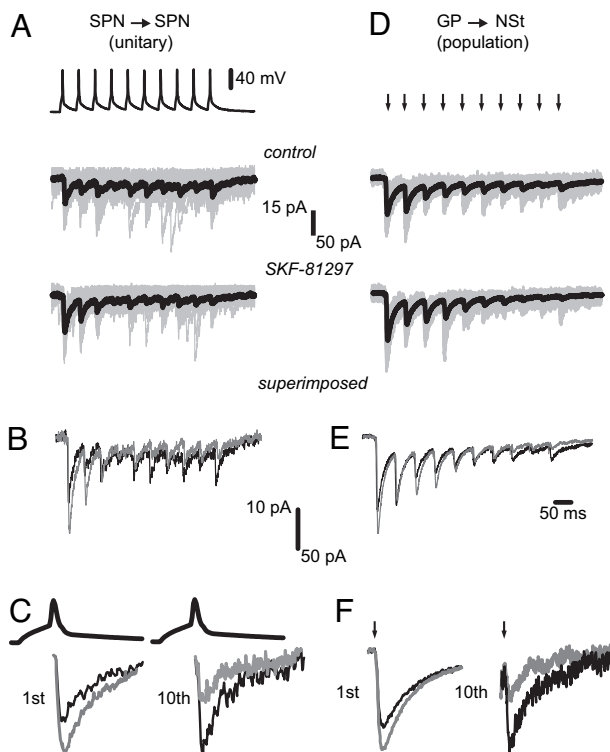 A
SPN → SPN
(unitary)
40 mV
D
GP → NSt
(population)
control
15 pA
50 pA
SKF-81297
superimposed
B
10 pA
50 pA
E
50 ms
C
1st
10th
F
1st
10th